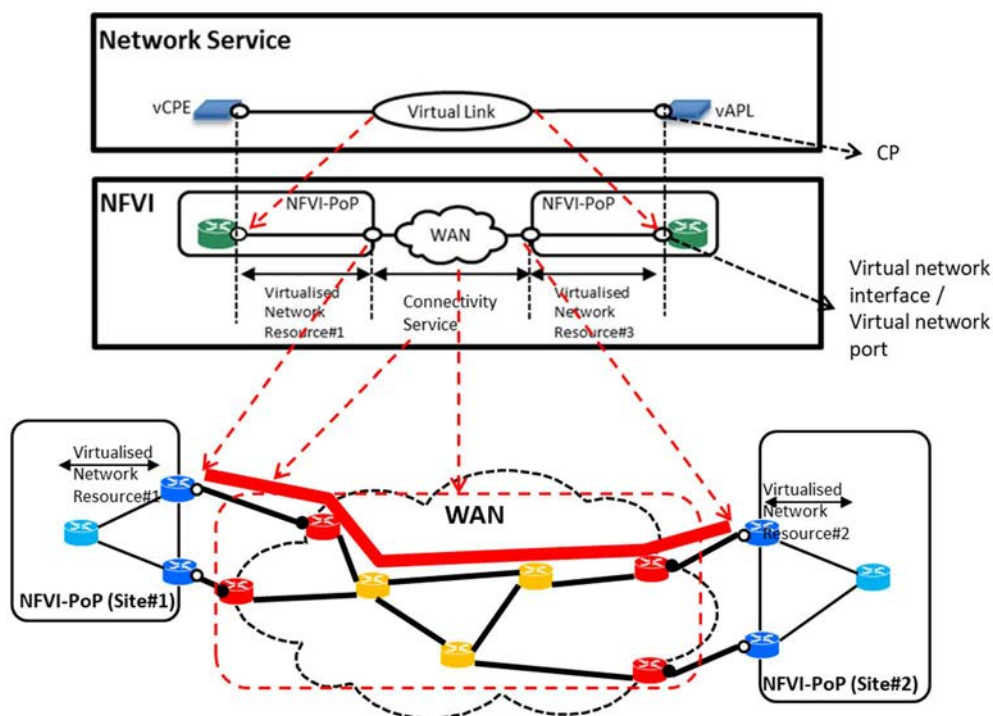 Network Service
vCPE
Virtual Link
vAPL
CP
NFVI
NFVI-PoP
WAN
NFVI-PoP
Virtualised
Network
Resource#1
Connectivity
Service
Virtualised
Network
Resource#3
Virtual network
interface /
Virtual network
port
Virtualised
Network
Resource#1
NFVI-PoP (Site#1)
WAN
Virtualised
Network
Resource#2
NFVI-PoP (Site#2)